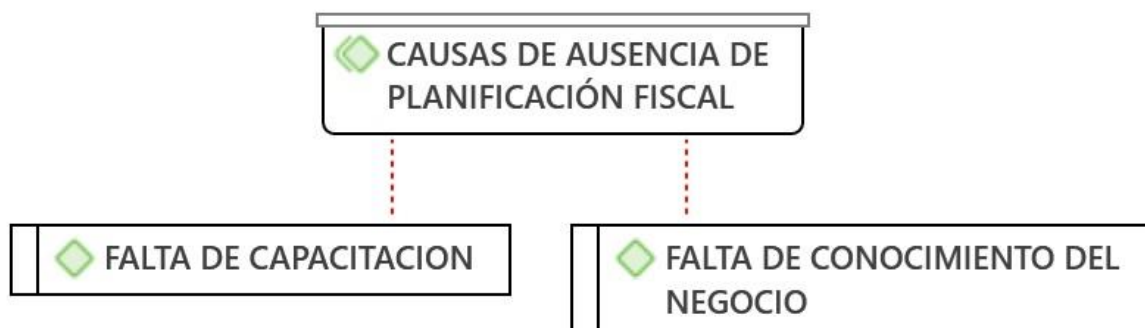 CAUSAS DE AUSENCIA DE
PLANIFICACIÓN FISCAL
FALTA DE CAPACITACION
FALTA DE CONOCIMIENTO DEL
NEGOCIO